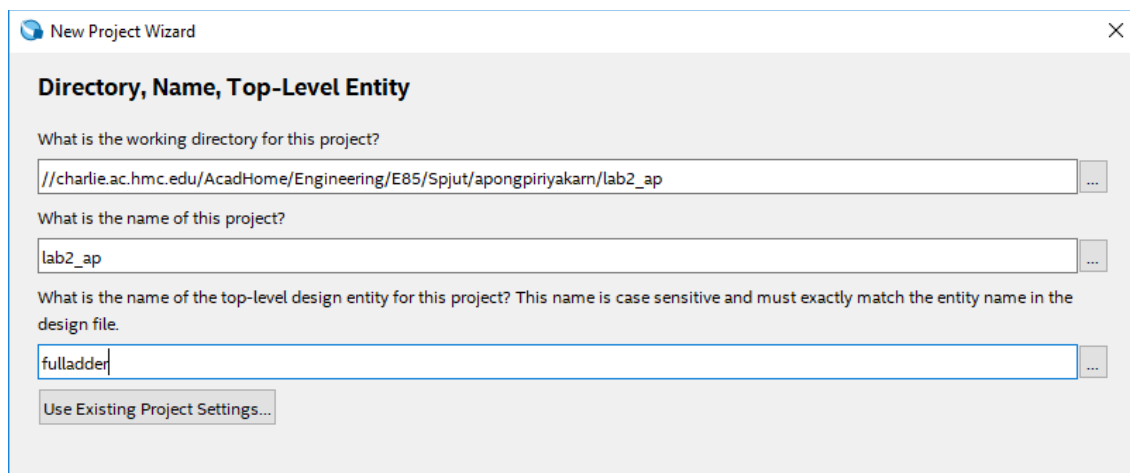 New Project Wizard
Directory, Name, Top-Level Entity
What is the working directory for this project?
//charlie.ac.hmc.edu/AcadHome/Engineering/E85/Spjut/apongpiriyakarn/lab2_ap
...
What is the name of this project?
lab2_ap
...
What is the name of the top-level design entity for this project? This name is case sensitive and must exactly match the entity name in the
design file.
fulladder
...
Use Existing Project Settings...